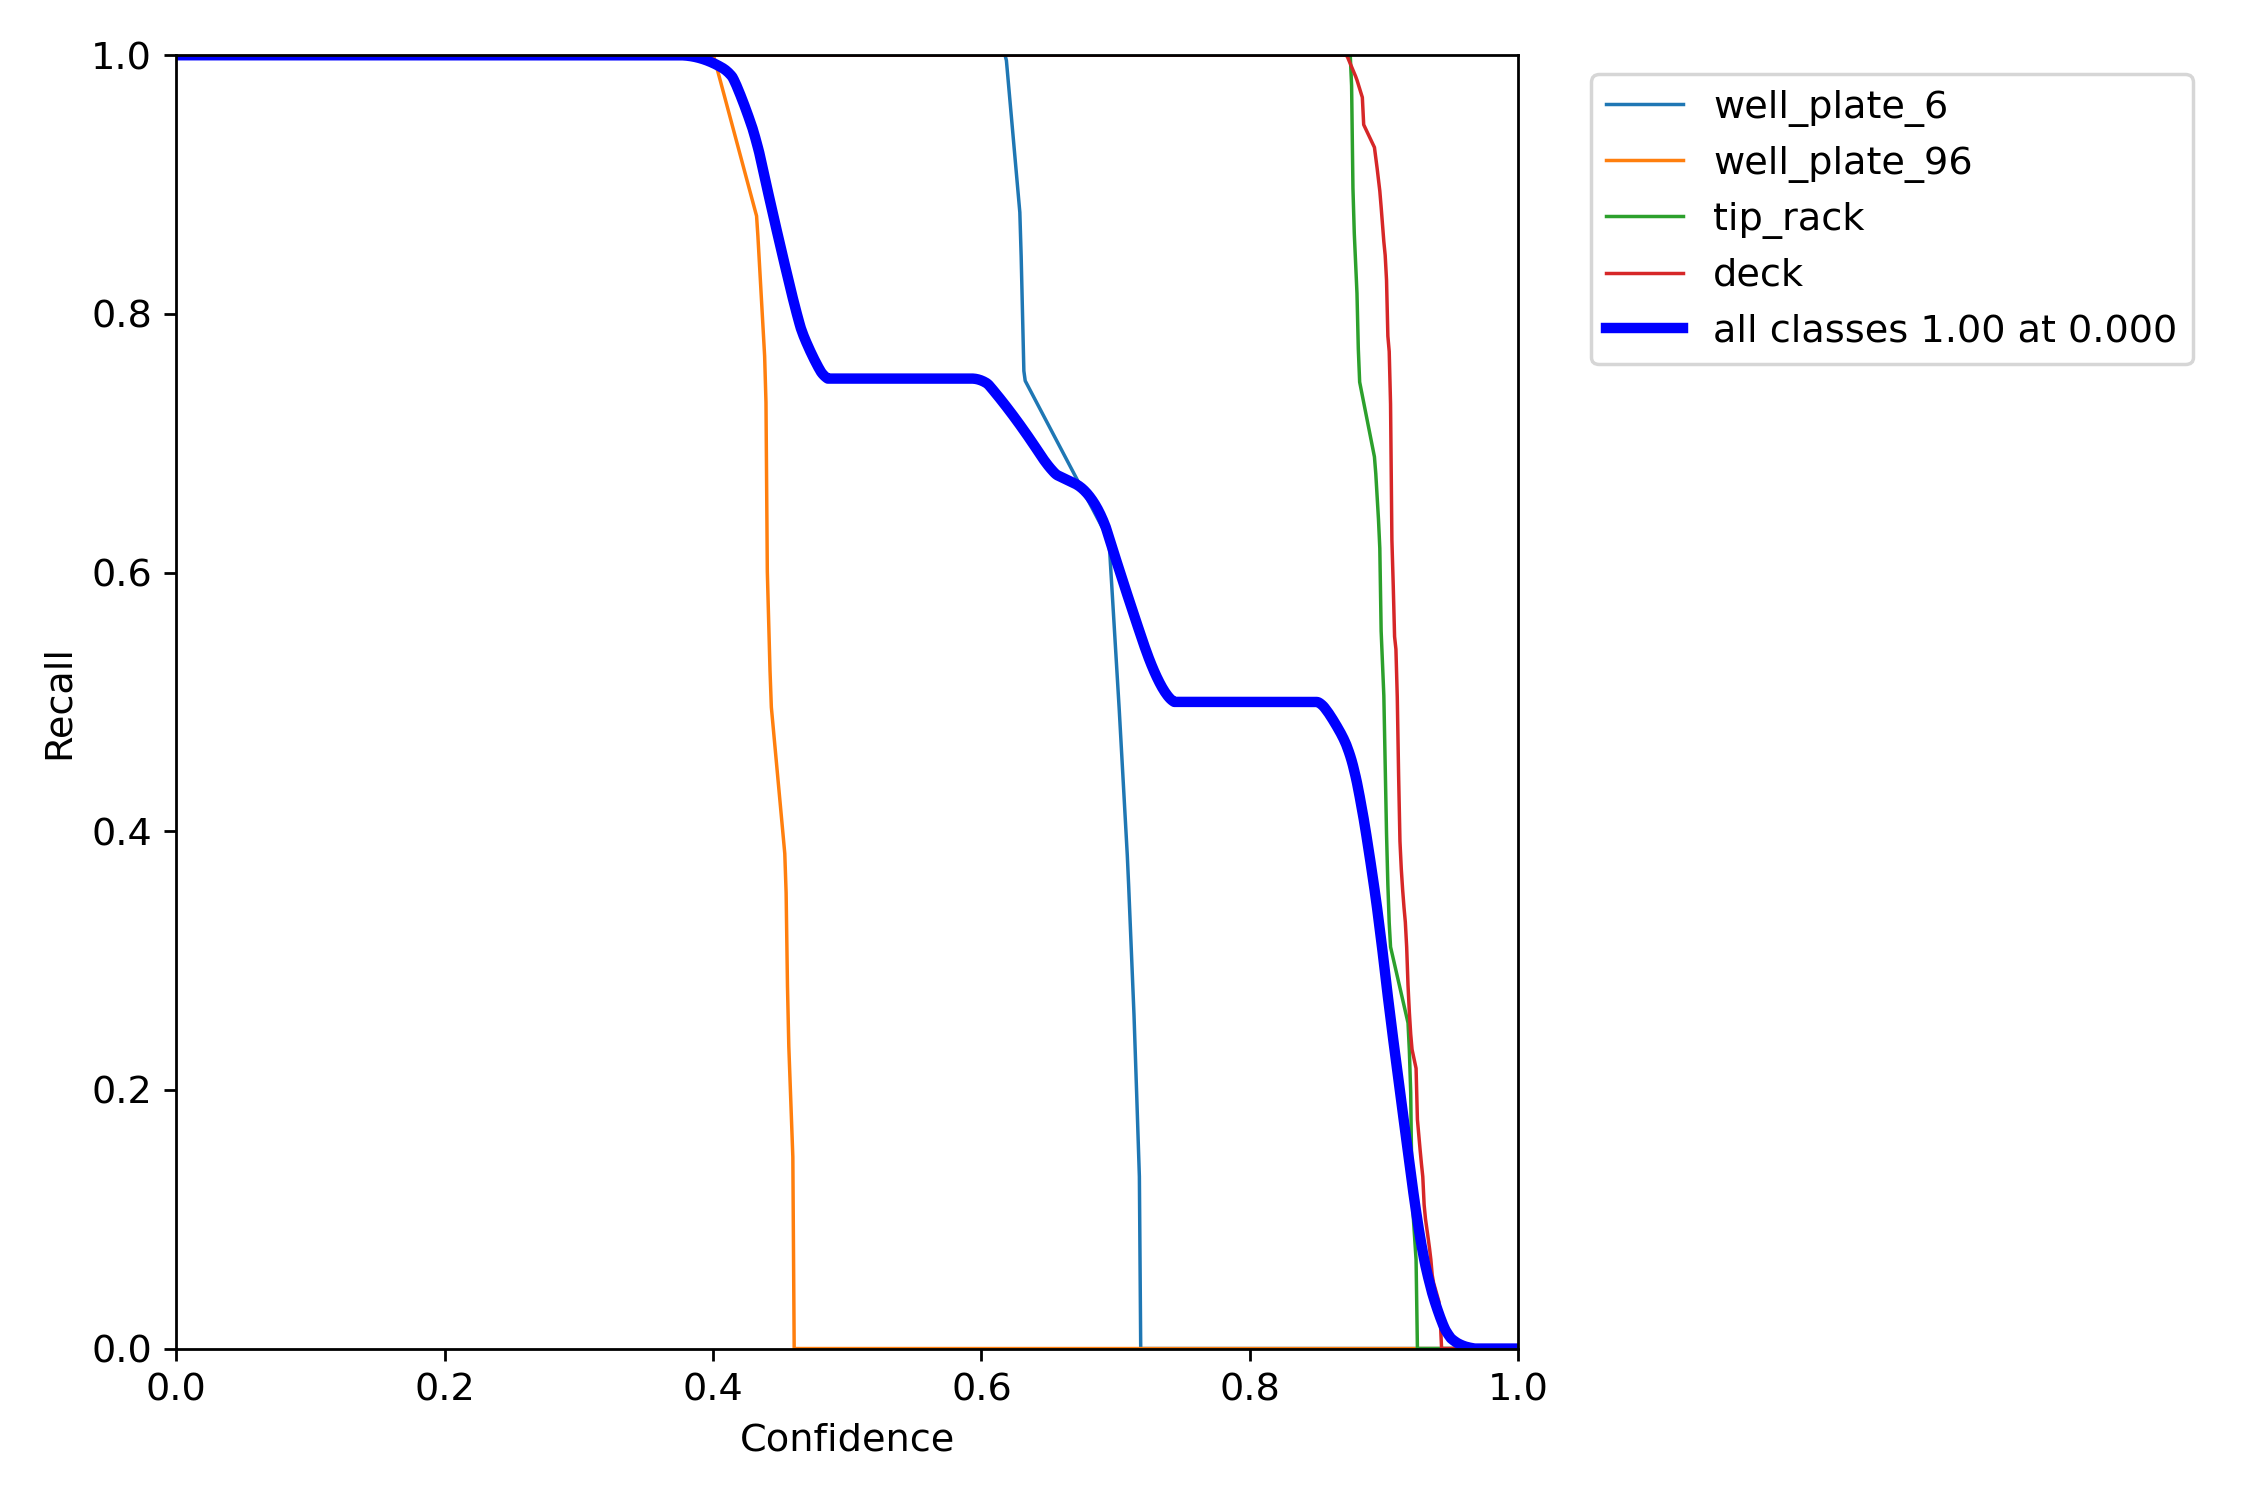 1.0
0.8
0.6
0.4
0.2
0.0
Recall
0.0 0.2 0.4 0.6 0.8 1.0
Confidence
well_plate_6
well_plate_96
tip_rack
deck
all classes 1.00 at 0.000